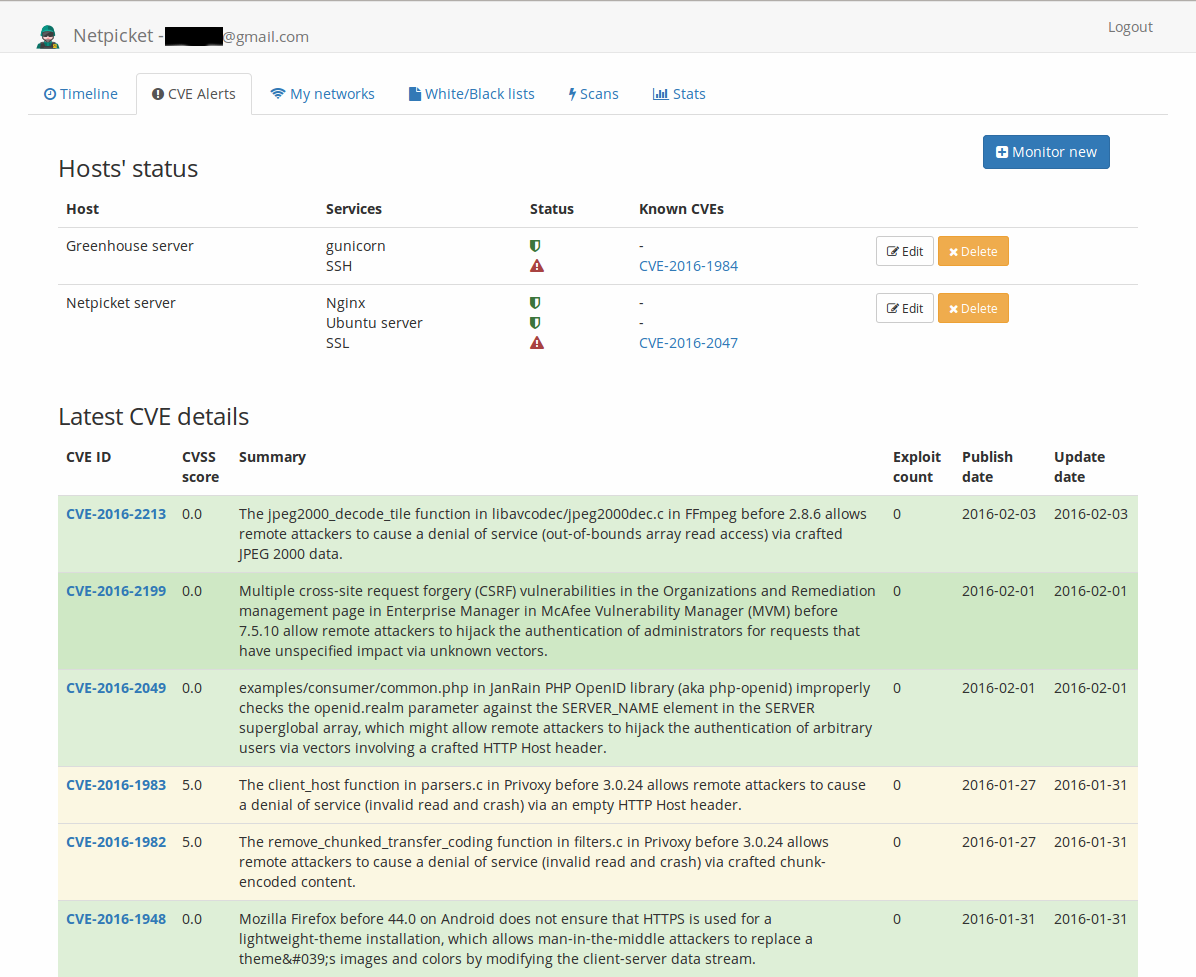 Netpicket - @gmail.com
Logout
Timeline
CVE Alerts
My networks
White/Black lists
Scans
Stats
Monitor new
Hosts' status
Host Services Status Known CVEs
Greenhouse server gunicorn - Edit Delete
SSH CVE-2016-1984
Netpicket server Nginx - Edit Delete
Ubuntu server -
SSL CVE-2016-2047
Latest CVE details
CVE ID CVSS Summary Exploit Publish Update
score count date date
CVE-2016-2213 0.0 The jpeg2000_decode_tile function in libavcodec/jpeg2000dec.c in FFmpeg before 2.8.6 allows 0 2016-02-03 2016-02-03
remote attackers to cause a denial of service (out-of-bounds array read access) via crafted
JPEG 2000 data.
CVE-2016-2199 0.0 Multiple cross-site request forgery (CSRF) vulnerabilities in the Organizations and Remediation 0 2016-02-01 2016-02-01
management page in Enterprise Manager in McAfee Vulnerability Manager (MVM) before
7.5.10 allow remote attackers to hijack the authentication of administrators for requests that
have unspecified impact via unknown vectors.
CVE-2016-2049 0.0 examples/consumer/common.php in JanRain PHP OpenID library (aka php-openid) improperly 0 2016-02-01 2016-02-01
checks the openid.realm parameter against the SERVER_NAME element in the SERVER
superglobal array, which might allow remote attackers to hijack the authentication of arbitrary
users via vectors involving a crafted HTTP Host header.
CVE-2016-1983 5.0 The client_host function in parsers.c in Privoxy before 3.0.24 allows remote attackers to cause 0 2016-01-27 2016-01-31
a denial of service (invalid read and crash) via an empty HTTP Host header.
CVE-2016-1982 5.0 The remove_chunked_transfer_coding function in filters.c in Privoxy before 3.0.24 allows 0 2016-01-27 2016-01-31
remote attackers to cause a denial of service (invalid read and crash) via crafted chunk-
encoded content.
CVE-2016-1948 0.0 Mozilla Firefox before 44.0 on Android does not ensure that HTTPS is used for a 0 2016-01-31 2016-01-31
lightweight-theme installation, which allows man-in-the-middle attackers to replace a
theme&#039;s images and colors by modifying the client-server data stream.